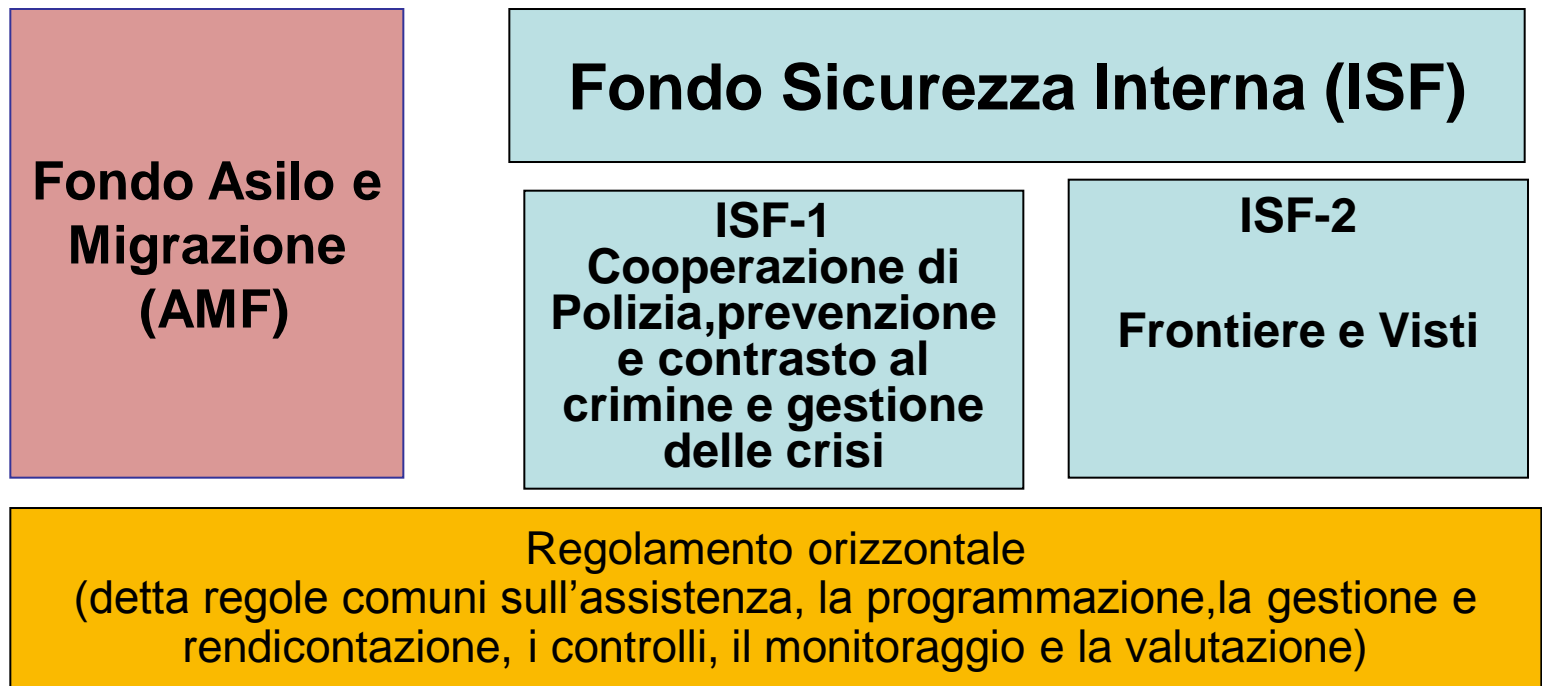 Fondo Asilo e
Migrazione
(AMF)
Fondo Sicurezza Interna (ISF)
ISF-1
Cooperazione di
Polizia,prevenzione
e contrasto al
crimine e gestione
delle crisi
ISF-2
Frontiere e Visti
Regolamento orizzontale
(detta regole comuni sull’assistenza, la programmazione,la gestione e
rendicontazione, i controlli, il monitoraggio e la valutazione)